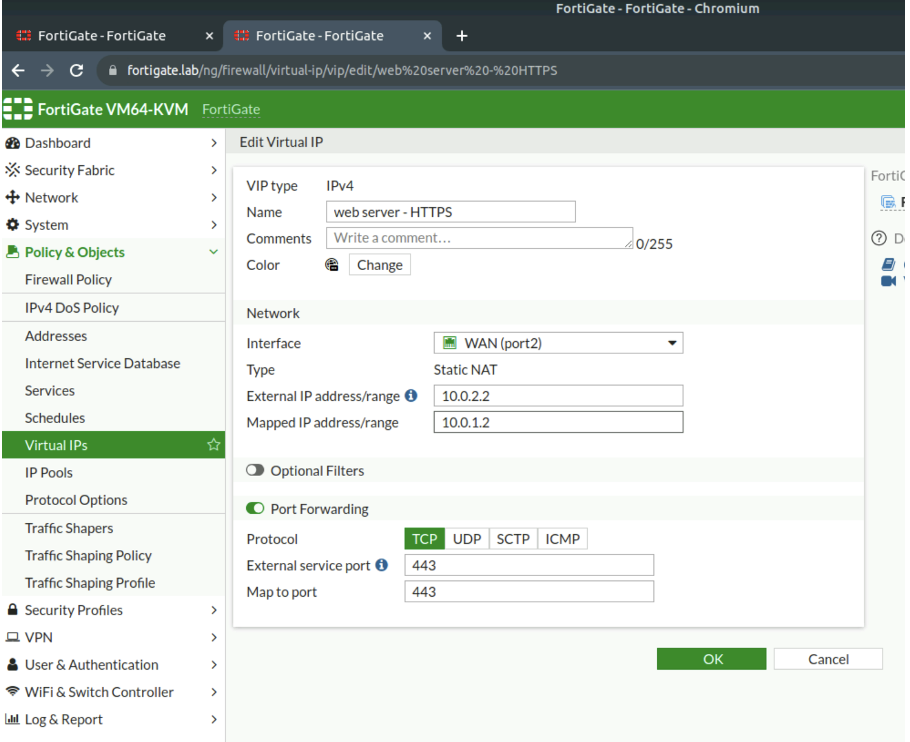 FortiGate - FortiGate - Chromium
FortiGate - FortiGate × FortiGate - FortiGate × +
fortigate.lab/ng/firewall/virtual-ip/vip/edit/web%20server%20-%20HTTPS
FortiGate VM64-KVM FortiGate
Dashboard
Security Fabric
Network
System
Policy & Objects
Firewall Policy
IPv4 DoS Policy
Addresses
Internet Service Database
Services
Schedules
Virtual IPs
IP Pools
Protocol Options
Traffic Shapers
Traffic Shaping Policy
Traffic Shaping Profile
Security Profiles
VPN
User & Authentication
WiFi & Switch Controller
Log & Report
Edit Virtual IP
VIP type IPv4
Name web server - HTTPS
Comments Write a comment... 0/255
Color Change
Network
Interface WAN (port2)
Type Static NAT
External IP address/range 10.0.2.2
Mapped IP address/range 10.0.1.2
Optional Filters
Port Forwarding
Protocol TCP UDP SCTP ICMP
External service port 443
Map to port 443
OK Cancel